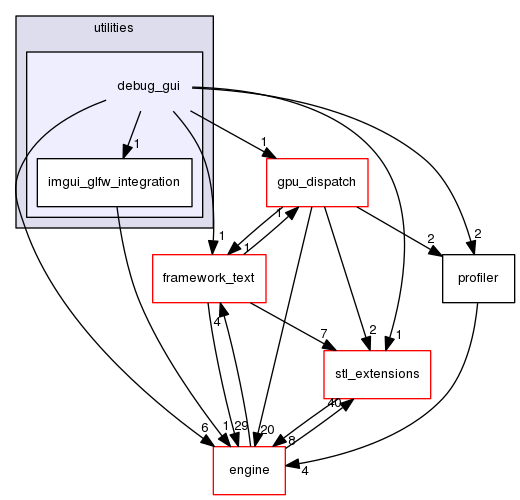 utilities
debug_gui
1
1
imgui_glfw_integration
gpu_dispatch
1
1
1
2
2
framework_text
profiler
4
7
2
1
stl_extensions
40
6
1
29
20
8
4
engine